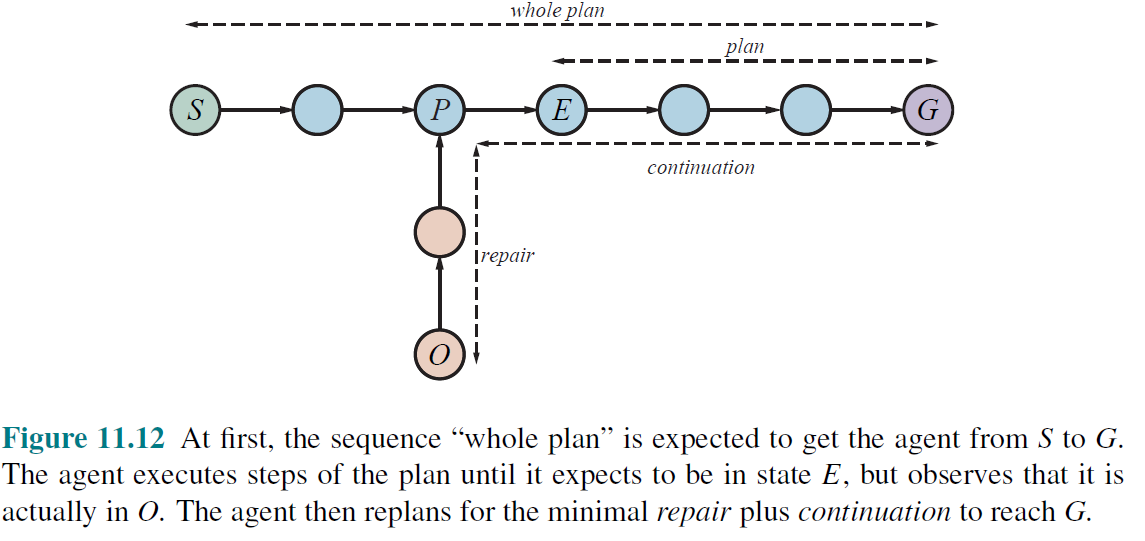 whole plan
plan
S
P
E
G
continuation
repair
O
Figure 11.12 At first, the sequence “whole plan” is expected to get the agent from S to G.
The agent executes steps of the plan until it expects to be in state E, but observes that it is
actually in O. The agent then replans for the minimal repair plus continuation to reach G.